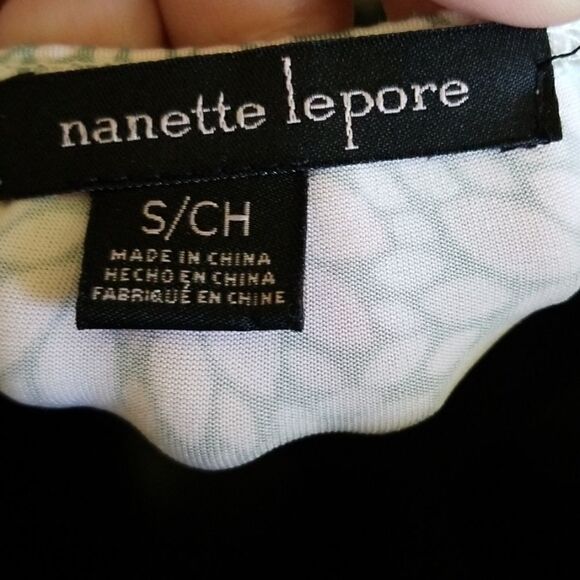 nanette lepore
S/CH
MADE IN CHINA
HECHO EN CHINA
FABRIQUÉ EN CHINE